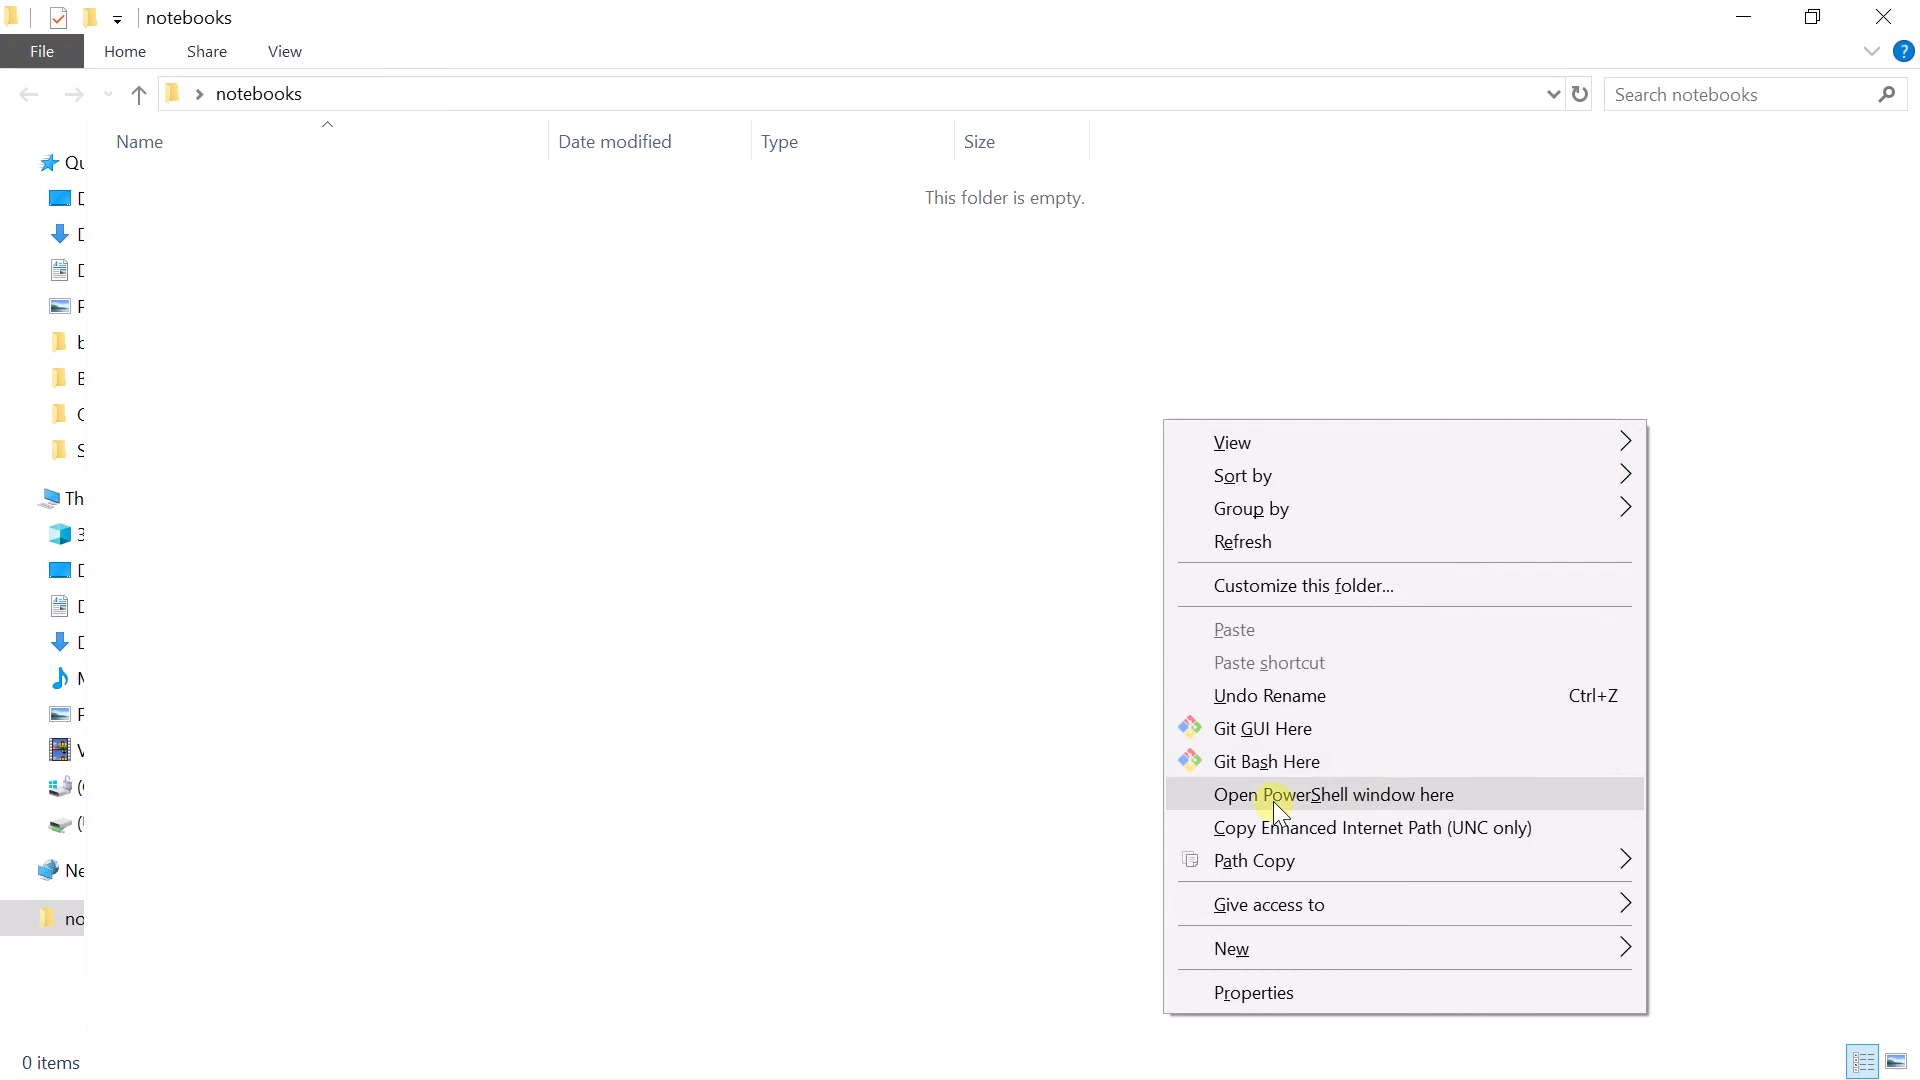 notebooks
File Home Share View
notebooks
Search notebooks
Name Date modified Type Size
This folder is empty.
View
Sort by
Group by
Refresh
Customize this folder...
Paste
Paste shortcut
Undo Rename Ctrl+Z
Git GUI Here
Git Bash Here
Open PowerShell window here
Copy Enhanced Internet Path (UNC only)
Path Copy
Give access to
New
Properties
0 items